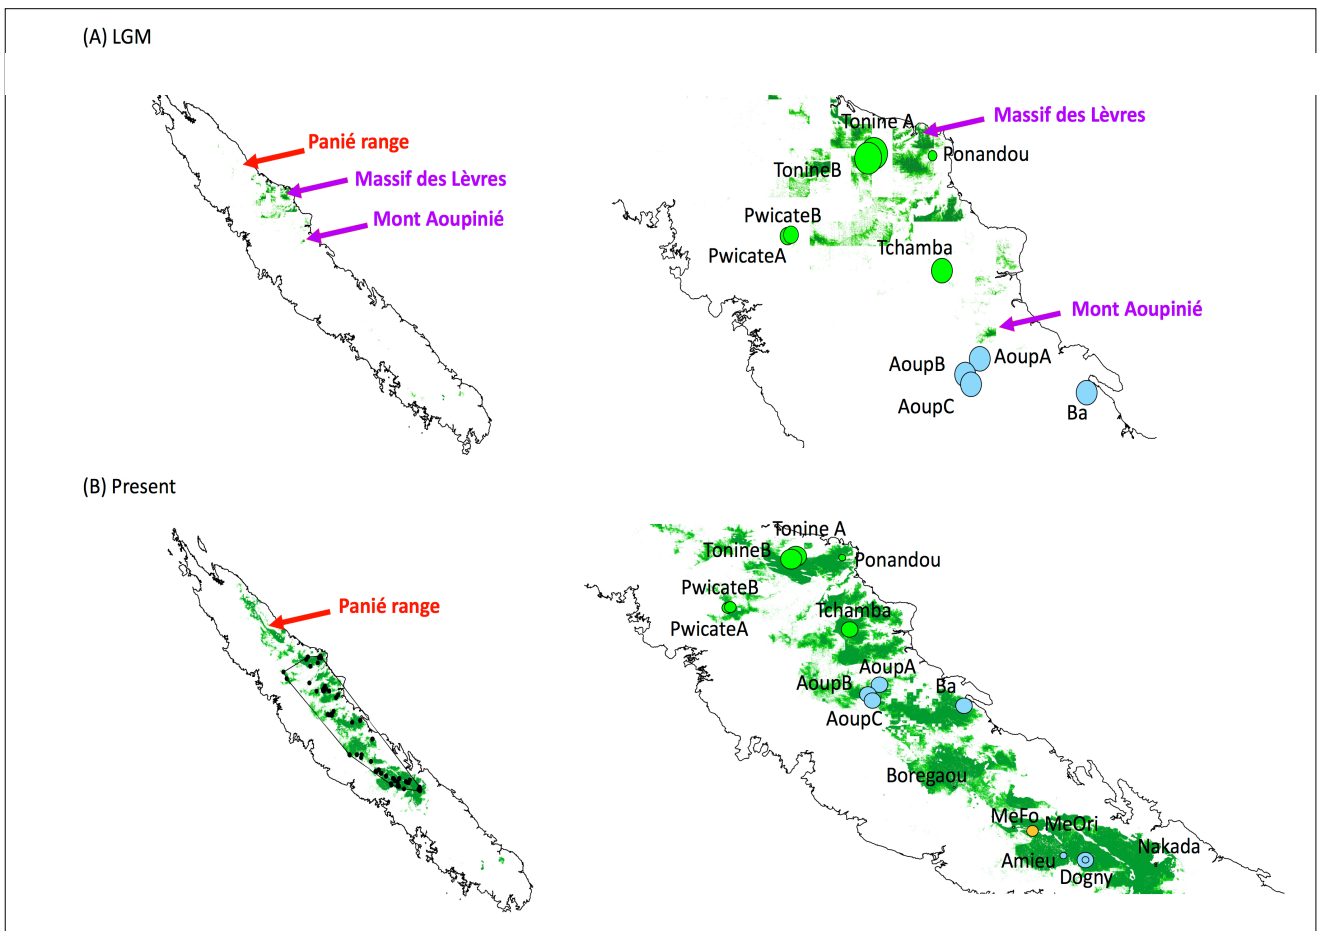 (A) LGM
Panié range
Massif des Lèvres
Mont Aoupinié
Tonine A
Massif des Lèvres
Ponandou
TonineB
PwicateB
PwicateA
Tchamba
Mont Aoupinié
AoupB
AoupA
AoupC
Ba
(B) Present
Panié range
Tonine A
TonineB
Ponandou
PwicateB
PwicateA
Tchamba
AoupA
AoupB
Ba
AoupC
Boregaou
MeFo
MeOri
Nakada
Amieu
Dogny